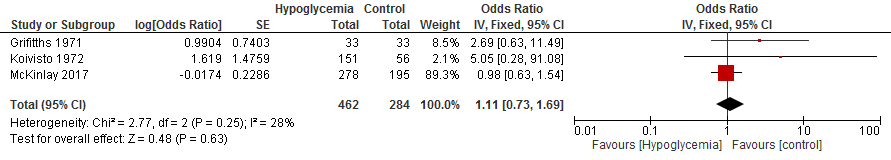 Hypoglycemia Control Odds Ratio Odds Ratio
Study or Subgroup log[Odds Ratio] SE Total Total Weight IV, Fixed, 95% CI IV, Fixed, 95% CI
Grifitths 1971 0.9904 0.7403 33 33 8.5% 2.69 [0.63, 11.49]
Koivisto 1972 1.619 1.4759 151 56 2.1% 5.05 [0.28, 91.08]
McKinlay 2017 -0.0174 0.2286 278 195 89.3% 0.98 [0.63, 1.54]
Total (95% CI) 462 284 100.0% 1.11 [0.73, 1.69]
Heterogeneity: Chi² = 2.77, df = 2 (P = 0.25); I² = 28%
Test for overall effect: Z = 0.48 (P = 0.63)
0.01 0.1 1 10 100
Favours [Hypoglycemia] Favours [control]